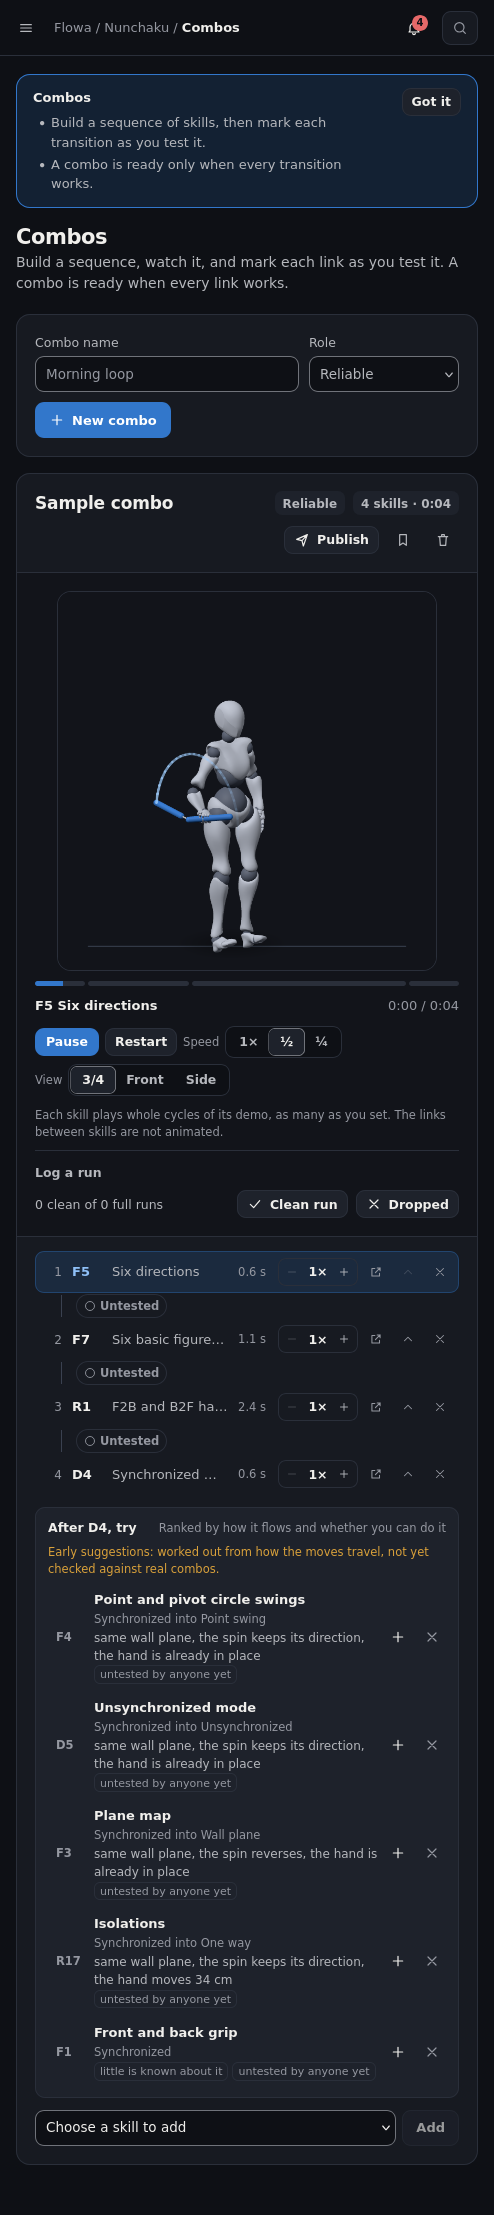 Flowa / Nunchaku / Combos
4
Combos
Got it
• Build a sequence of skills, then mark each
transition as you test it.
• A combo is ready only when every transition
works.
Combos
Build a sequence, watch it, and mark each link as you test it. A
combo is ready when every link works.
Combo name
Role
Morning loop
Reliable
New combo
Sample combo
Reliable
4 skills · 0:04
Publish
F5 Six directions
0:00 / 0:04
Pause
Restart
Speed
1×
½
¼
View
3/4
Front
Side
Each skill plays whole cycles of its demo, as many as you set. The links
between skills are not animated.
Log a run
0 clean of 0 full runs
Clean run
Dropped
1 F5 Six directions 0.6 s − 1× +
Untested
2 F7 Six basic figure… 1.1 s − 1× +
Untested
3 R1 F2B and B2F ha… 2.4 s − 1× +
Untested
4 D4 Synchronized … 0.6 s − 1× +
After D4, try
Ranked by how it flows and whether you can do it
Early suggestions: worked out from how the moves travel, not yet
checked against real combos.
Point and pivot circle swings
Synchronized into Point swing
F4
same wall plane, the spin keeps its direction,
the hand is already in place
untested by anyone yet
Unsynchronized mode
Synchronized into Unsynchronized
D5
same wall plane, the spin keeps its direction,
the hand is already in place
untested by anyone yet
Plane map
Synchronized into Wall plane
F3
same wall plane, the spin reverses, the hand is
already in place
untested by anyone yet
Isolations
Synchronized into One way
R17
same wall plane, the spin keeps its direction,
the hand moves 34 cm
untested by anyone yet
Front and back grip
F1
Synchronized
little is known about it
untested by anyone yet
Choose a skill to add
Add